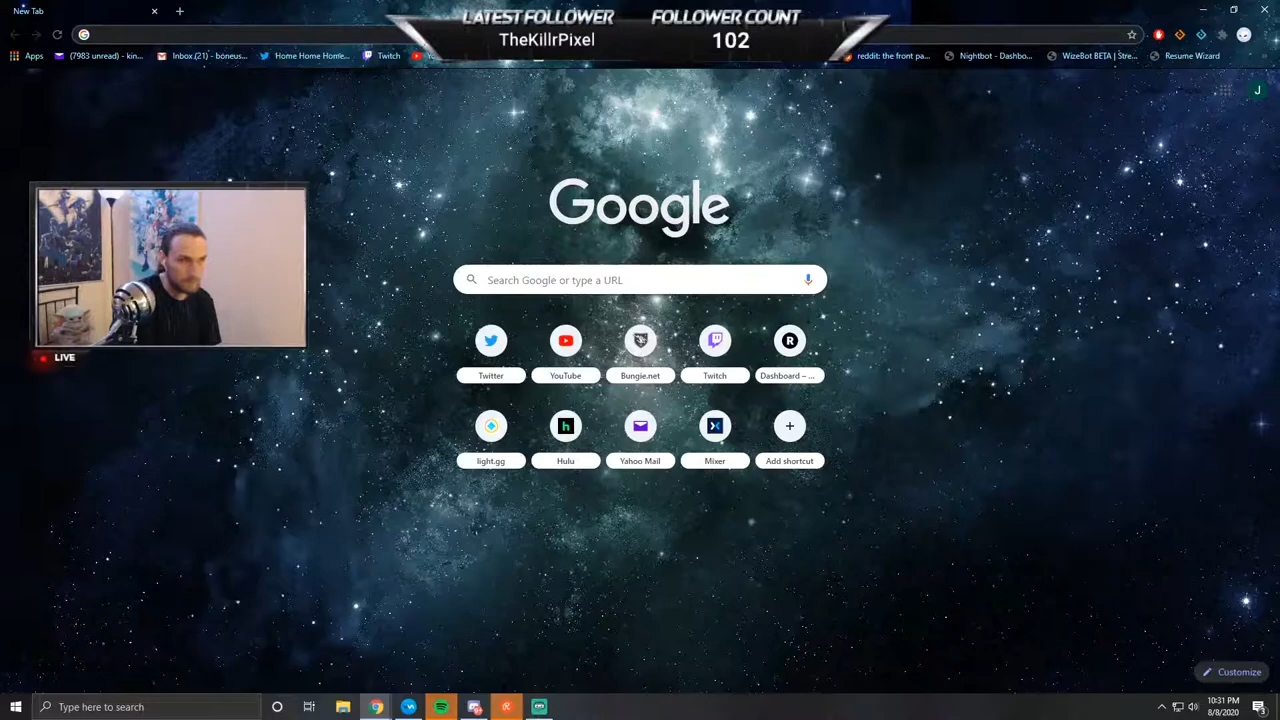 New Tab
LATEST FOLLOWER
TheKillrPixel
FOLLOWER COUNT
102
Apps
(7983 unread) - kin...
Inbox (21) - boneus...
Home Home Home...
Twitch
reddit: the front pa...
Nightbot - Dashbo...
WizeBot BETA | Stre...
Resume Wizard
J
Google
Search Google or type a URL
Twitter
YouTube
Bungie.net
Twitch
Dashboard – ...
light.gg
Hulu
Yahoo Mail
Mixer
Add shortcut
LIVE
Customize
Type here to search
10:31 PM
8/8/2020